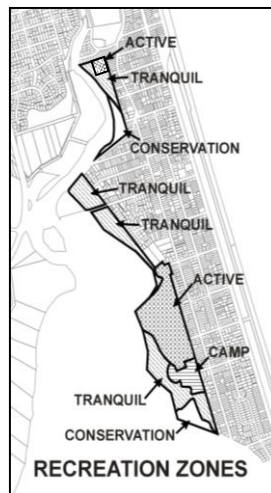 ACTIVE
TRANQUIL
CONSERVATION
TRANQUIL
TRANQUIL
ACTIVE
CAMP
TRANQUIL
CONSERVATION
RECREATION ZONES